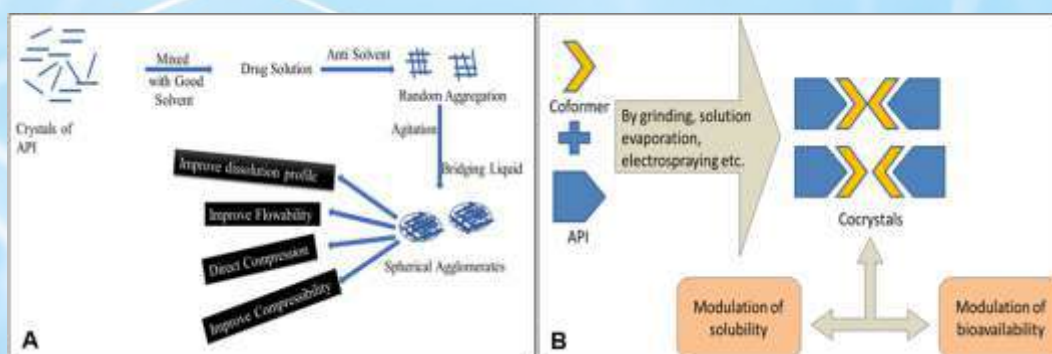 Crystals of
API
Mixed
with Good
Solvent
Drug Solution
Anti Solvent
Random Aggregation
Agitation
Bridging Liquid
Spherical Agglomerates
Improve dissolution profile
Improve Flowability
Direct Compression
Improve Compressibility
A
Coformer
API
By grinding, solution
evaporation,
electrospraying etc.
Cocrystals
Modulation of
solubility
Modulation of
bioavailability
B